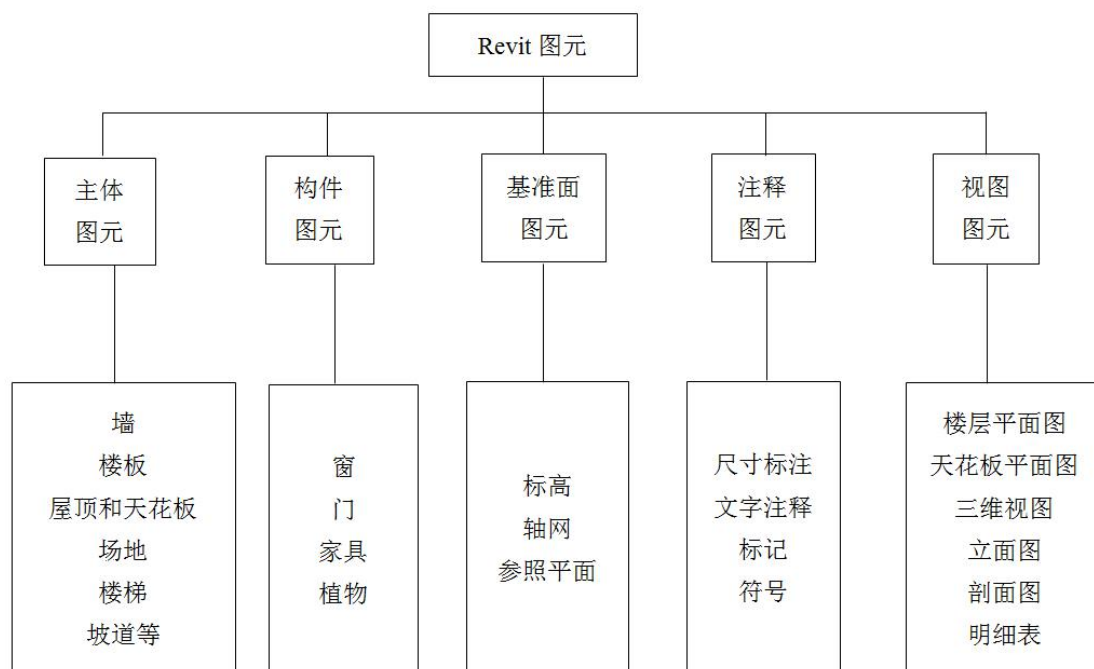 Revit 图元
主体
图元
构件
图元
基准面
图元
注释
图元
视图
图元
墙
楼板
屋顶和天花板
场地
楼梯
坡道等
窗
门
家具
植物
标高
轴网
参照平面
尺寸标注
文字注释
标记
符号
楼层平面图
天花板平面图
三维视图
立面图
剖面图
明细表